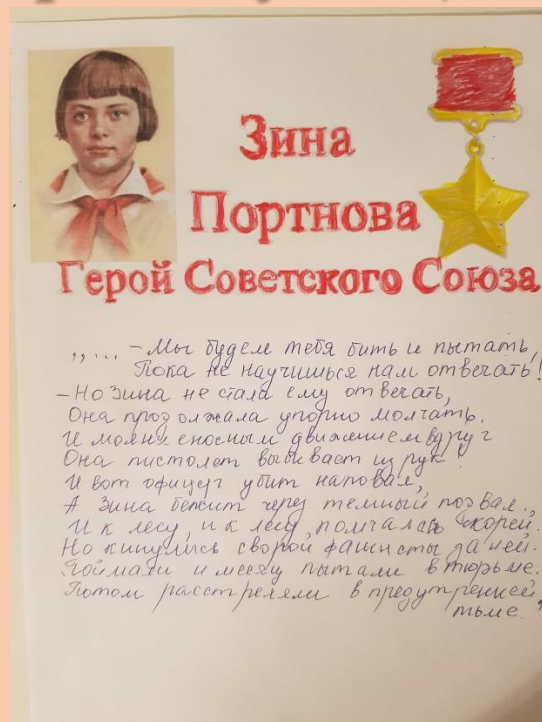 Зина
Портнова
Герой Советского Союза
,,... – Мы будем тебя бить и пытать,
Пока не научишься нам отвечать!
– Но Зина не стала ему отвечать,
Она продолжала упорно молчать.
И молниеносным движением вдруг
Она пистолет выбивает из рук!
И вот офицер убит наповал,
А Зина бежит через темный подвал..
И к лесу, и к лесу помчалась скорей.
Но кинулись сворой фашисты за ней.
Поймали и месяц пытали в тюрьме.
Потом расстреляли в предутренней
тьме."